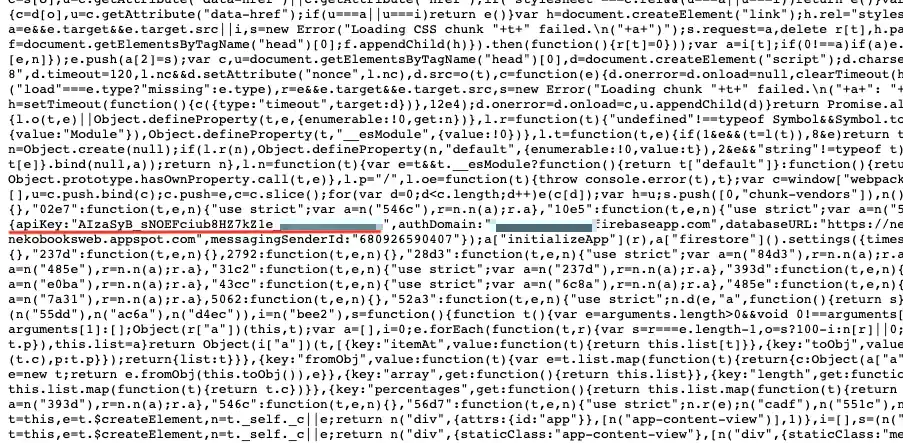 c=s[o],u=c.getAttribute("data-href")||c.getAttribute("href");if("stylesheet"===c.rel&&(u===a||u===i))return e()}var
c=d[o],u=c.getAttribute("data-href");if(u===a||u===i)return e()}var h=document.createElement("link");h.rel="styles
a=e&&e.target&&e.target.src||i,s=new Error("Loading CSS chunk "+t+" failed.\n("+a+")");s.request=a,delete r[t],h.pa
f=document.getElementsByTagName("head")[0];f.appendChild(h)}).then(function(){r[t]=0}));var a=i[t];if(0!==a)if(a)e.
[e,n]});e.push(a[2]=s);var c,u=document.getElementsByTagName("head")[0],d=document.createElement("script");d.charse
8",d.timeout=120,l.nc&&d.setAttribute("nonce",l.nc),d.src=o(t),c=function(e){d.onerror=d.onload=null,clearTimeout(h
("load"===e.type?"missing":e.type),r=e&&e.target&&e.target.src,s=new Error("Loading chunk "+t+" failed.\n("+a+": "+
h=setTimeout(function(){c({type:"timeout",target:d})},12e4);d.onerror=d.onload=c,u.appendChild(d)}return Promise.al
{l.o(t,e)||Object.defineProperty(t,e,{enumerable:!0,get:n})},l.r=function(t){"undefined"!==typeof Symbol&&Symbol.to
{value:"Module"}),Object.defineProperty(t,"__esModule",{value:!0})},l.t=function(t,e){if(1&e&&(t=l(t)),8&e)return t
n=Object.create(null);if(l.r(n),Object.defineProperty(n,"default",{enumerable:!0,value:t}),2&e&&"string"!=typeof t)
t[e]}.bind(null,a));return n},l.n=function(t){var e=t&&t.__esModule?function(){return t["default"]}:function(){retu
Object.prototype.hasOwnProperty.call(t,e)},l.p="/",l.oe=function(t){throw console.error(t),t};var c=window["webpack
[],u=c.push.bind(c);c.push=e,c=c.slice();for(var d=0;d<c.length;d++)e(c[d]);var h=u;s.push([0,"chunk-vendors"]),n()
{},"02e7":function(t,e,n){"use strict";var a=n("546c"),r=n.n(a);r.a},"10e5":function(t,e,n){"use strict";var a=n("5
{apiKey:"AIzaSyB_sNOEFciub8HZ7kZle ",authDomain:" irebaseapp.com",databaseURL:"https://ne
nekobooksweb.appspot.com",messagingSenderId:"680926590407"});a["initializeApp"](r),a["firestore"]().settings({times
{},"237d":function(t,e,n){},2792:function(t,e,n){},"28d3":function(t,e,n){"use strict";var a=n("84d3"),r=n.n(a);r.a
a=n("485e"),r=n.n(a);r.a},"31c2":function(t,e,n){"use strict";var a=n("237d"),r=n.n(a);r.a},"393d":function(t,e,n){
a=n("e0ba"),r=n.n(a);r.a},"43cc":function(t,e,n){"use strict";var a=n("6c8a"),r=n.n(a);r.a},"485e":function(t,e,n){
a=n("7a31"),r=n.n(a);r.a},5062:function(t,e,n){},"52a3":function(t,e,n){"use strict";n.d(e,"a",function(){return s}
(n("55dd"),n("ac6a"),n("d4ec")),i=n("bee2"),s=function(){function t(){var e=arguments.length>0&&void 0!==arguments
arguments[1]:[];Object(r["a"])(this,t);var a=[],i=0;e.forEach(function(t,r){var s=r===e.length-1,o=s?100-i:n[r]||0;
t.p}),this.list=a}return Object(i["a"])(t,[{key:"itemAt",value:function(t){return this.list[t]}},{key:"toObj",value
(t.c),p:t.p}});return{list:t}}},{key:"fromObj",value:function(t){var e=t.list.map(function(t){return{c:Object(a["a"
e=new t;return e.fromObj(this.toObj()),e}},{key:"array",get:function(){return this.list}},{key:"length",get:functio
this.list.map(function(t){return t.c})}},{key:"percentages",get:function(){return this.list.map(function(t){return
a=n("393d"),r=n.n(a);r.a},"546c":function(t,e,n){},"56d7":function(t,e,n){"use strict";n.r(e);n("cadf"),n("551c"),n
t=this,e=t.$createElement,n=t._self._c||e;return n("div",{attrs:{id:"app"}},[n("app-content-view")],1)},i=[],s=(n("
t=this,e=t.$createElement,n=t._self._c||e;return n("div",{staticClass:"app-content-view"},[n("div",{staticClass:"me